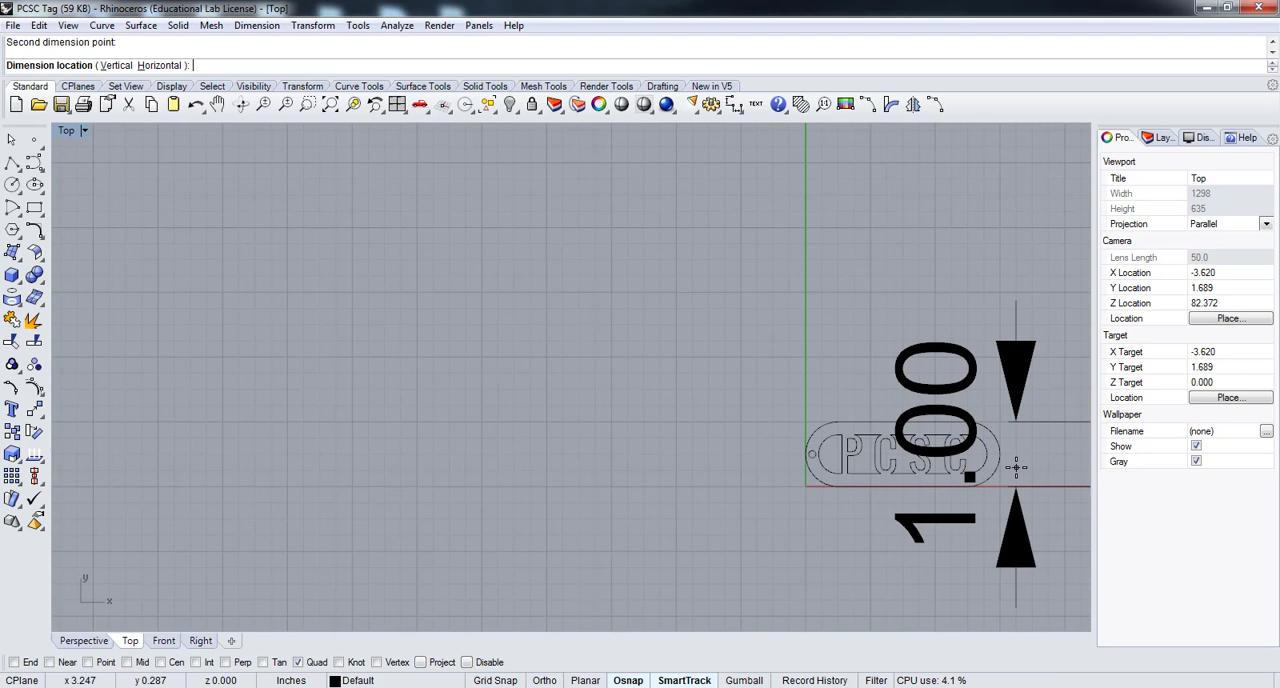 PCSC Tag (59 KB) - Rhinoceros (Educational Lab License) - [Top]
File Edit View Curve Surface Solid Mesh Dimension Transform Tools Analyze Render Panels Help
Second dimension point:
Dimension location ( Vertical Horizontal ):
Standard CPlanes Set View Display Select Visibility Transform Curve Tools Surface Tools Solid Tools Mesh Tools Render Tools Drafting New in V5
TEXT
Top
Pro... Lay... Dis... Help
Viewport
Title Top
Width 1298
Height 635
Projection Parallel
Camera
Lens Length 50.0
X Location -3.620
Y Location 1.689
Z Location 82.372
Location Place...
Target
X Target -3.620
Y Target 1.689
Z Target 0.000
Location Place...
Wallpaper
Filename (none) ...
Show
Gray
1.00
PCSC
y
x
Perspective Top Front Right
End Near Point Mid Cen Int Perp Tan Quad Knot Vertex Project Disable
CPlane x 3.247 y 0.287 z 0.000 Inches Default Grid Snap Ortho Planar Osnap SmartTrack Gumball Record History Filter CPU use: 4.1 %